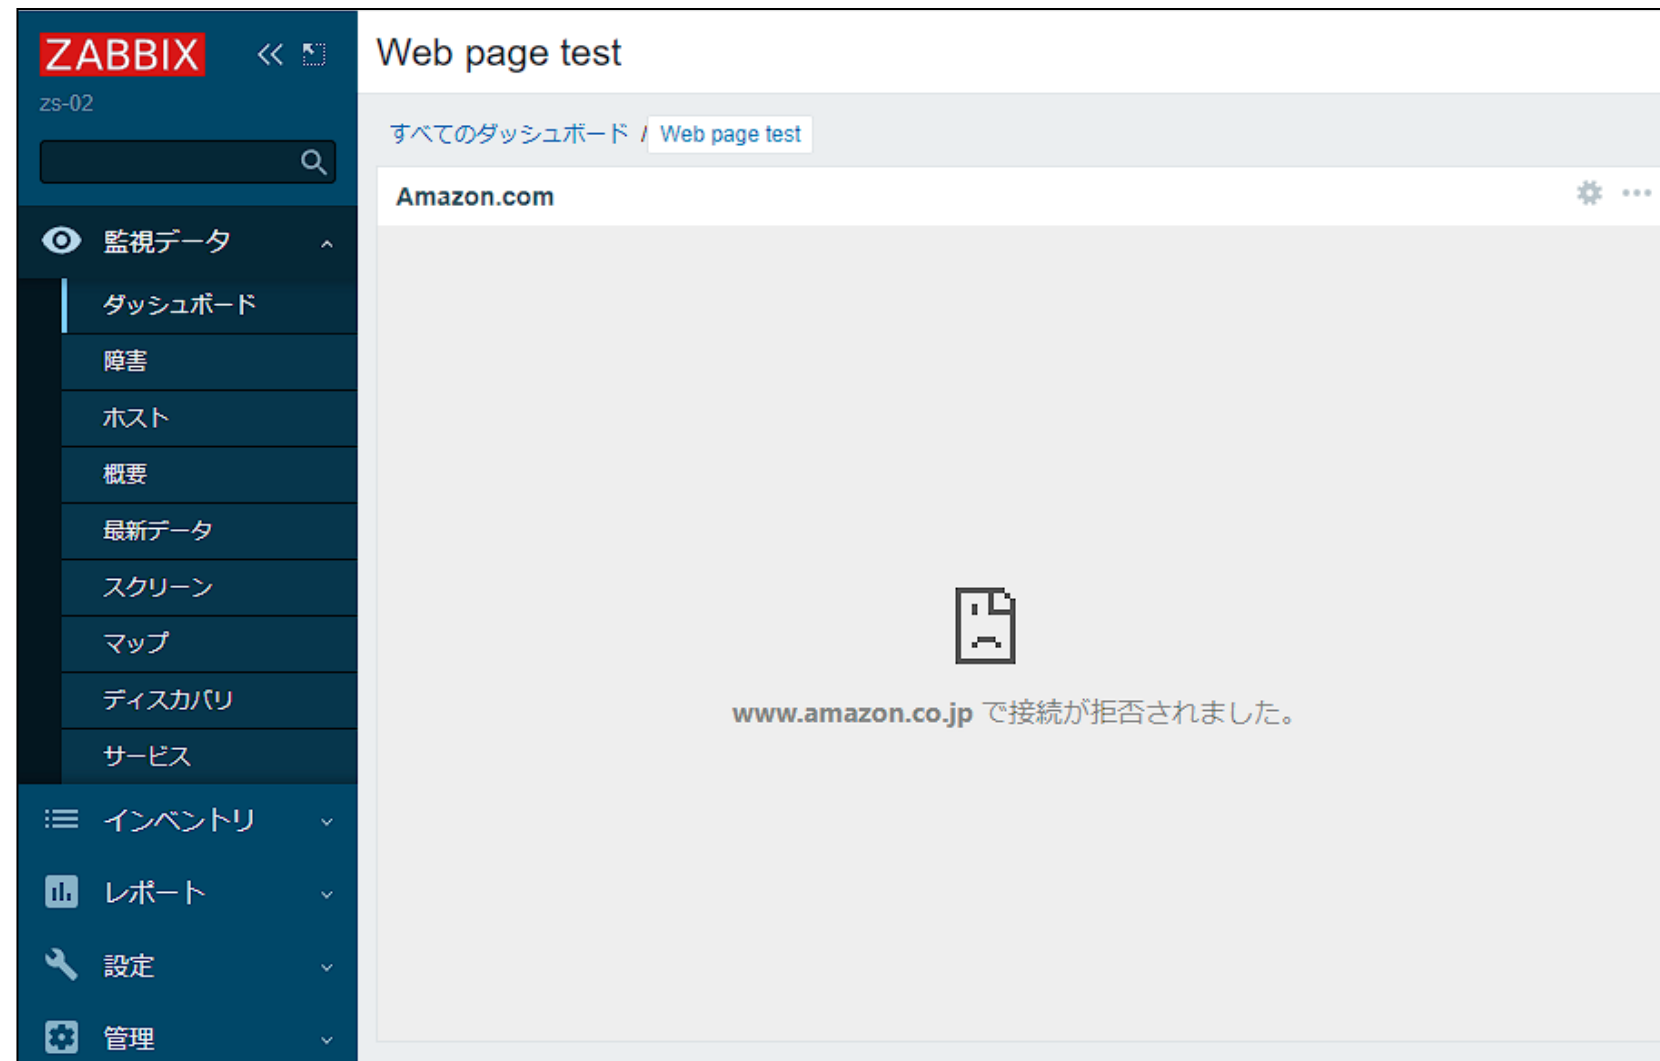 ZABBIX
zs-02
監視データ
ダッシュボード
障害
ホスト
概要
最新データ
スクリーン
マップ
ディスカバリ
サービス
インベントリ
レポート
設定
管理
Web page test
すべてのダッシュボード / Web page test
Amazon.com
www.amazon.co.jp で接続が拒否されました。